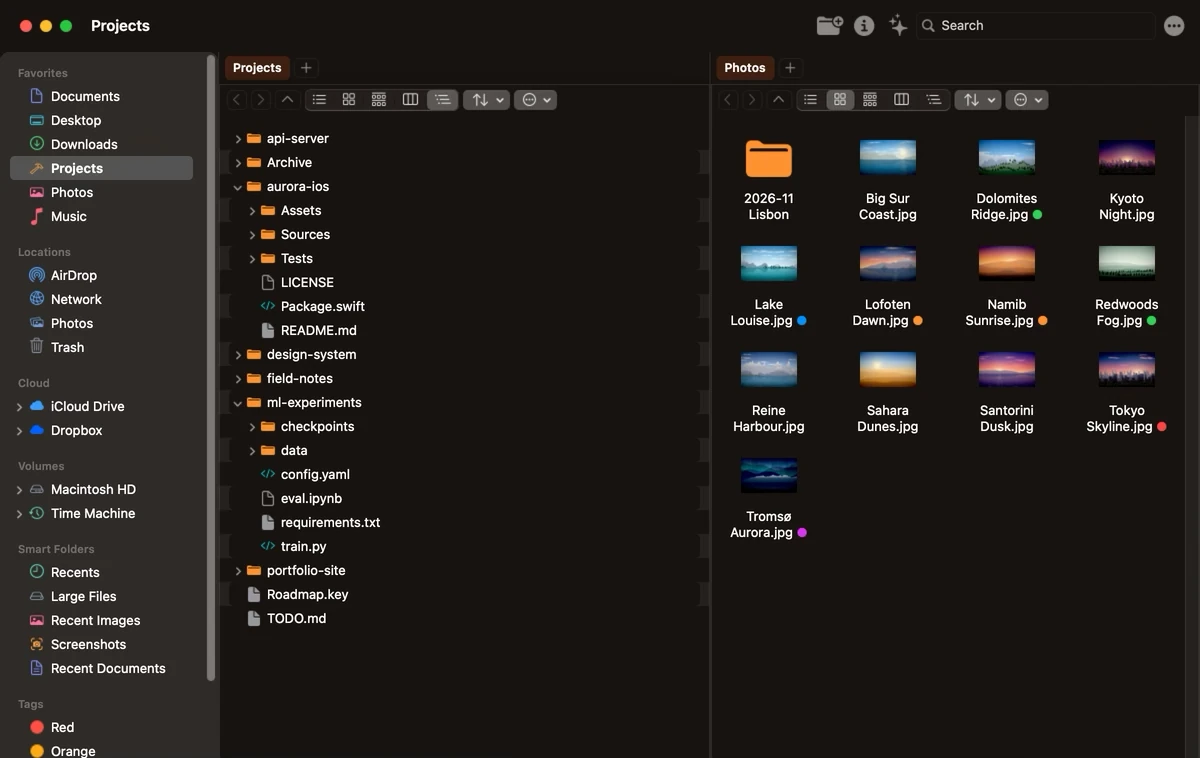 Projects
Search
Favorites
Documents
Desktop
Downloads
Projects
Photos
Music
Locations
AirDrop
Network
Photos
Trash
Cloud
iCloud Drive
Dropbox
Volumes
Macintosh HD
Time Machine
Smart Folders
Recents
Large Files
Recent Images
Screenshots
Recent Documents
Tags
Red
Orange
Projects
api-server
Archive
aurora-ios
Assets
Sources
Tests
LICENSE
Package.swift
README.md
design-system
field-notes
ml-experiments
checkpoints
data
config.yaml
eval.ipynb
requirements.txt
train.py
portfolio-site
Roadmap.key
TODO.md
Photos
2026-11
Lisbon
Big Sur
Coast.jpg
Dolomites
Ridge.jpg
Kyoto
Night.jpg
Lake
Louise.jpg
Lofoten
Dawn.jpg
Namib
Sunrise.jpg
Redwoods
Fog.jpg
Reine
Harbour.jpg
Sahara
Dunes.jpg
Santorini
Dusk.jpg
Tokyo
Skyline.jpg
Tromsø
Aurora.jpg